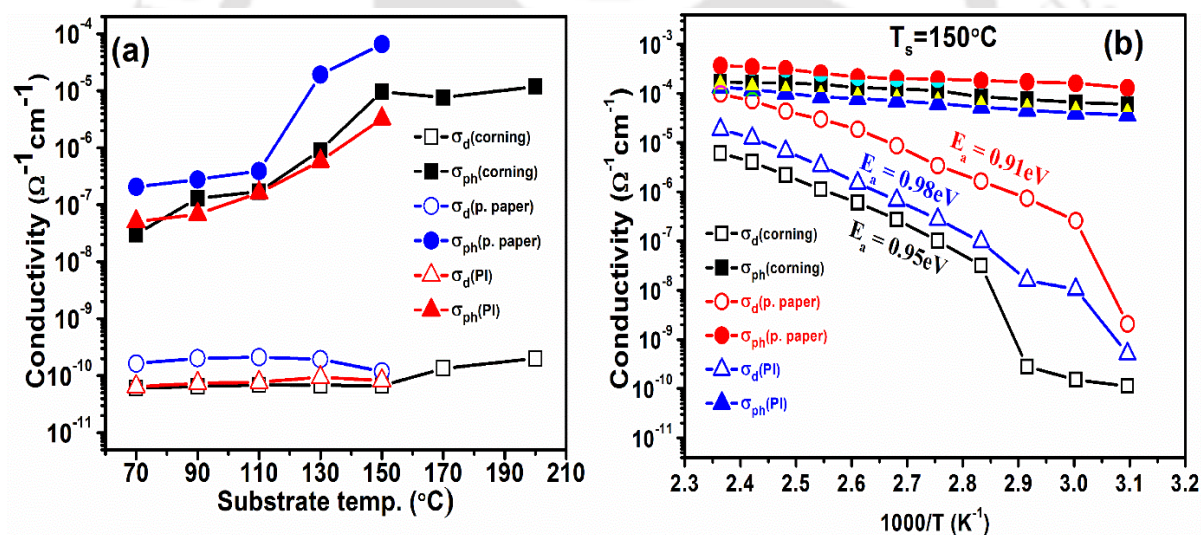 (a)
Conductivity (Ω⁻¹ cm⁻¹)
10⁻⁴
10⁻⁵
10⁻⁶
10⁻⁷
10⁻⁸
10⁻⁹
10⁻¹⁰
10⁻¹¹
σd(corning)
σph(corning)
σd(p. paper)
σph(p. paper)
σd(PI)
σph(PI)
70 90 110 130 150 170 190 210
Substrate temp. (°C)
(b)
Ts=150°C
Conductivity (Ω⁻¹ cm⁻¹)
10⁻³
10⁻⁴
10⁻⁵
10⁻⁶
10⁻⁷
10⁻⁸
10⁻⁹
10⁻¹⁰
10⁻¹¹
Ea = 0.91eV
Ea = 0.98eV
Ea = 0.95eV
σd(corning)
σph(corning)
σd(p. paper)
σph(p. paper)
σd(PI)
σph(PI)
2.3 2.4 2.5 2.6 2.7 2.8 2.9 3.0 3.1 3.2
1000/T (K⁻¹)